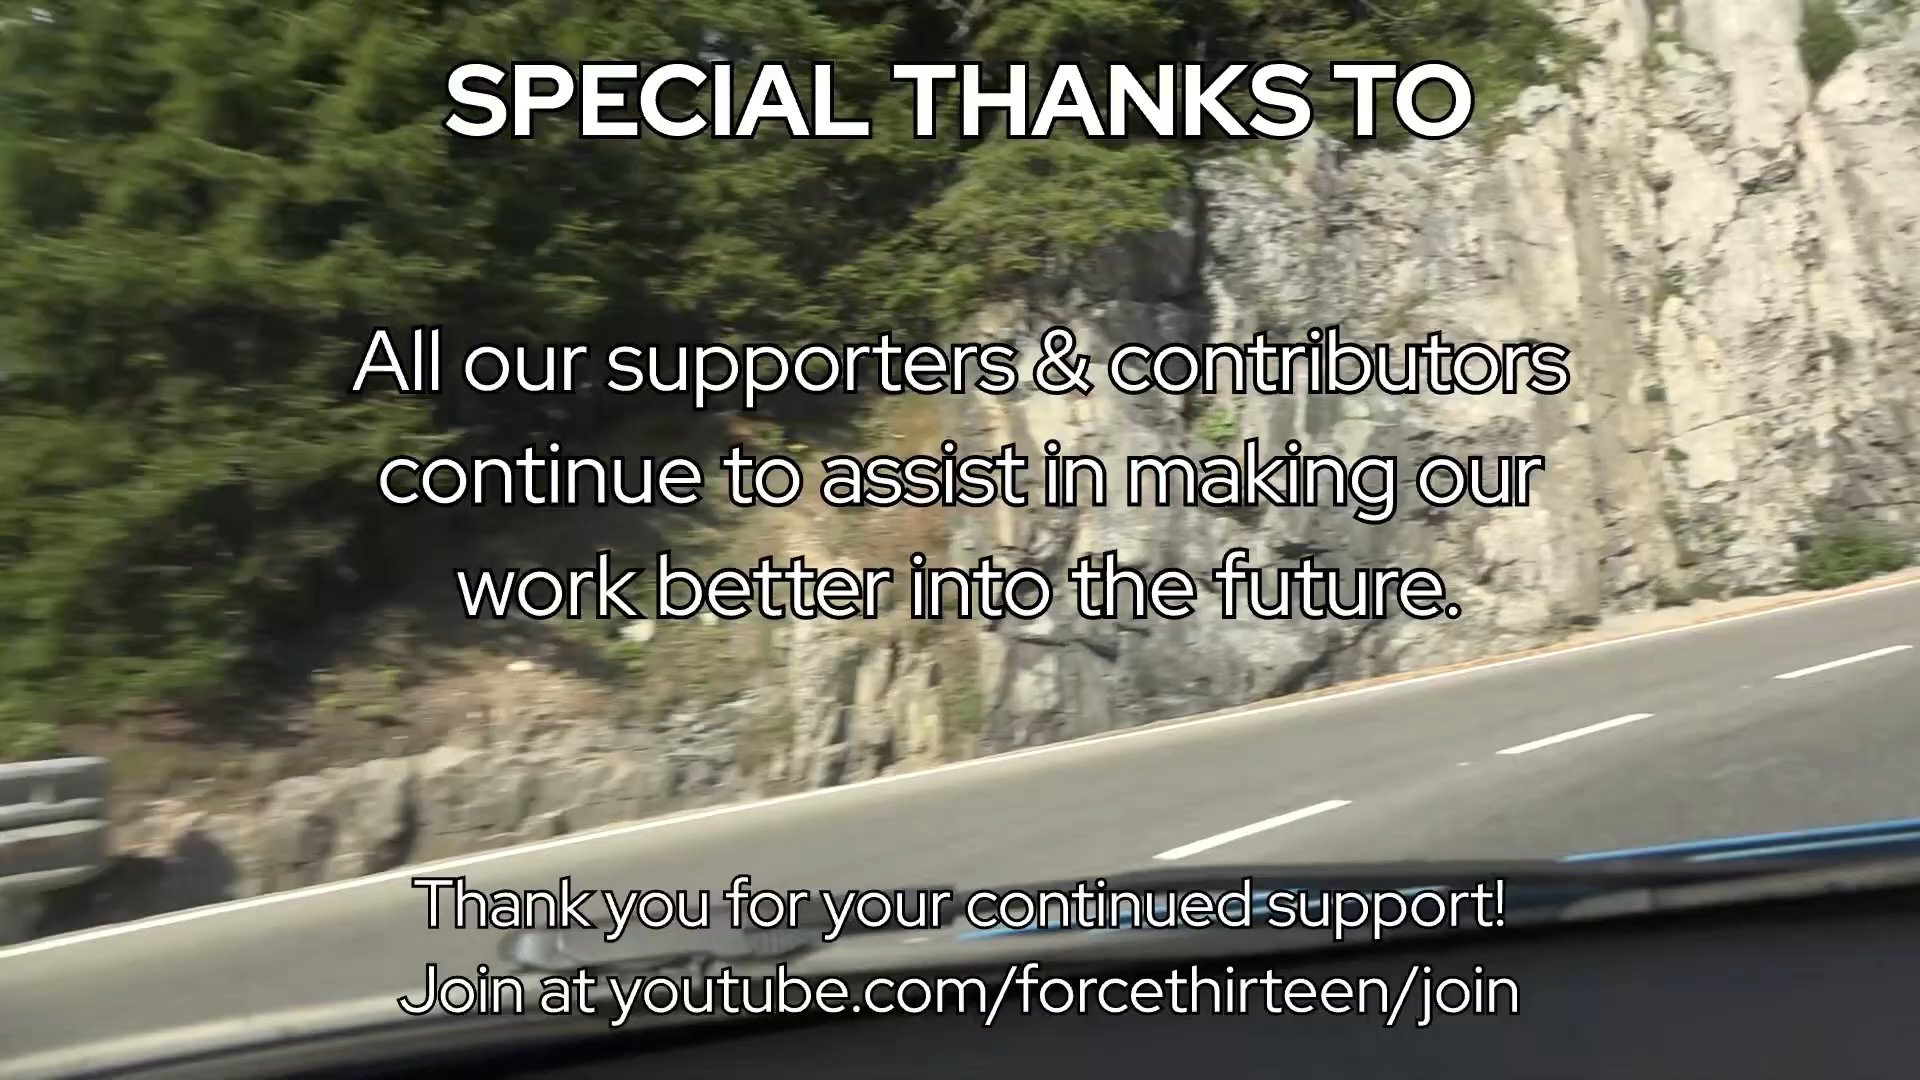 SPECIAL THANKS TO
All our supporters & contributors
continue to assist in making our
work better into the future.
Thank you for your continued support!
Join at youtube.com/forcethirteen/join